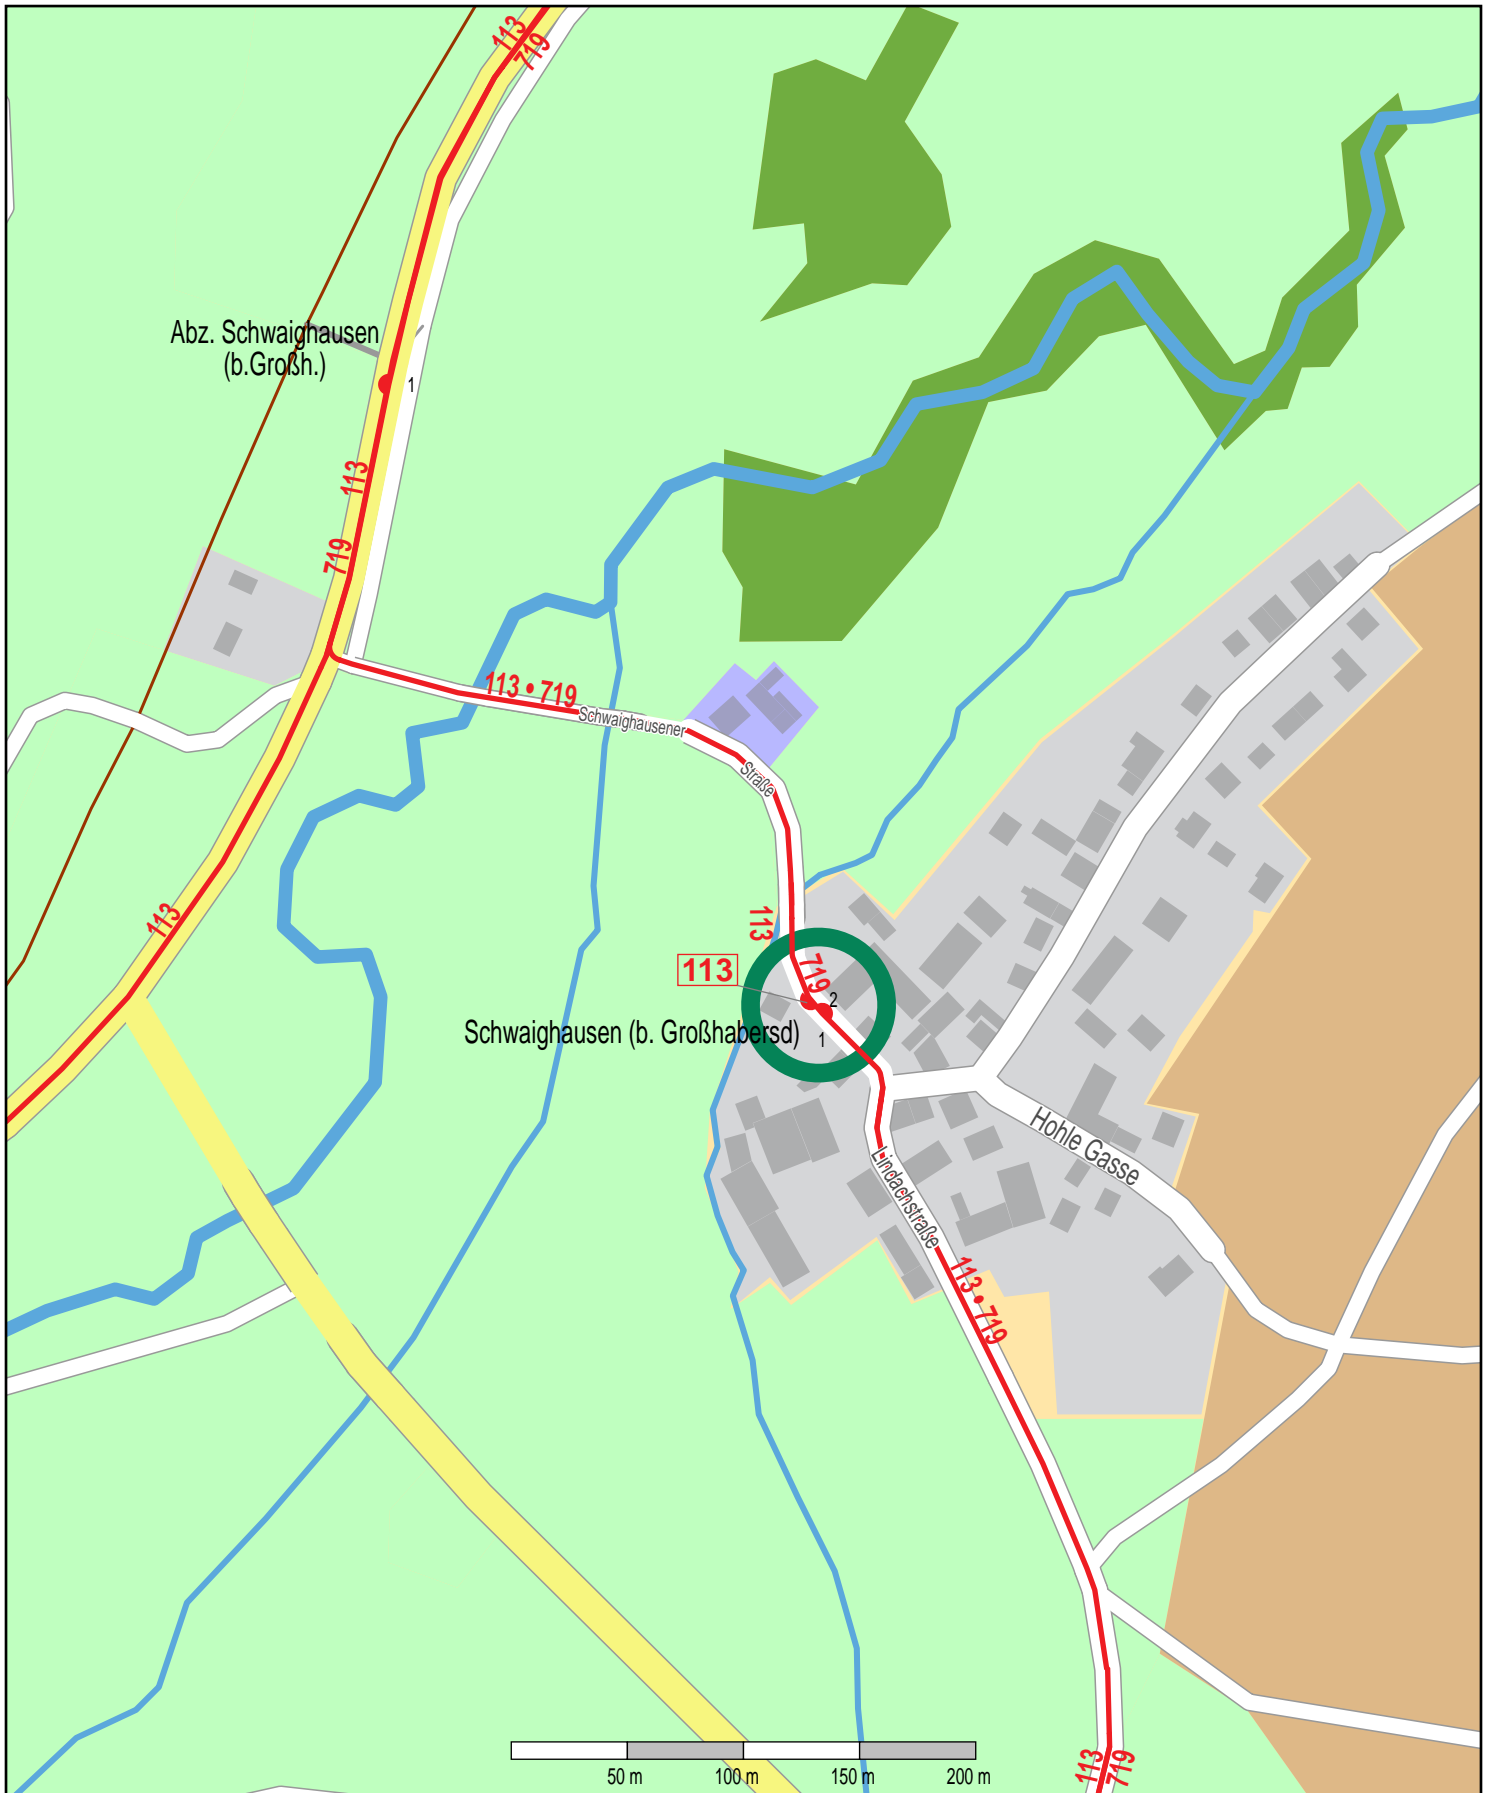 113
719
Abz. Schwaighausen
(b.Großh.)
1
113
719
113 • 719
Schwaighausener
Straße
113
113
113
719
2
Schwaighausen (b. Großhabersd)
1
Hohle Gasse
Lindachstraße
113 • 719
113
719
50 m 100 m 150 m 200 m